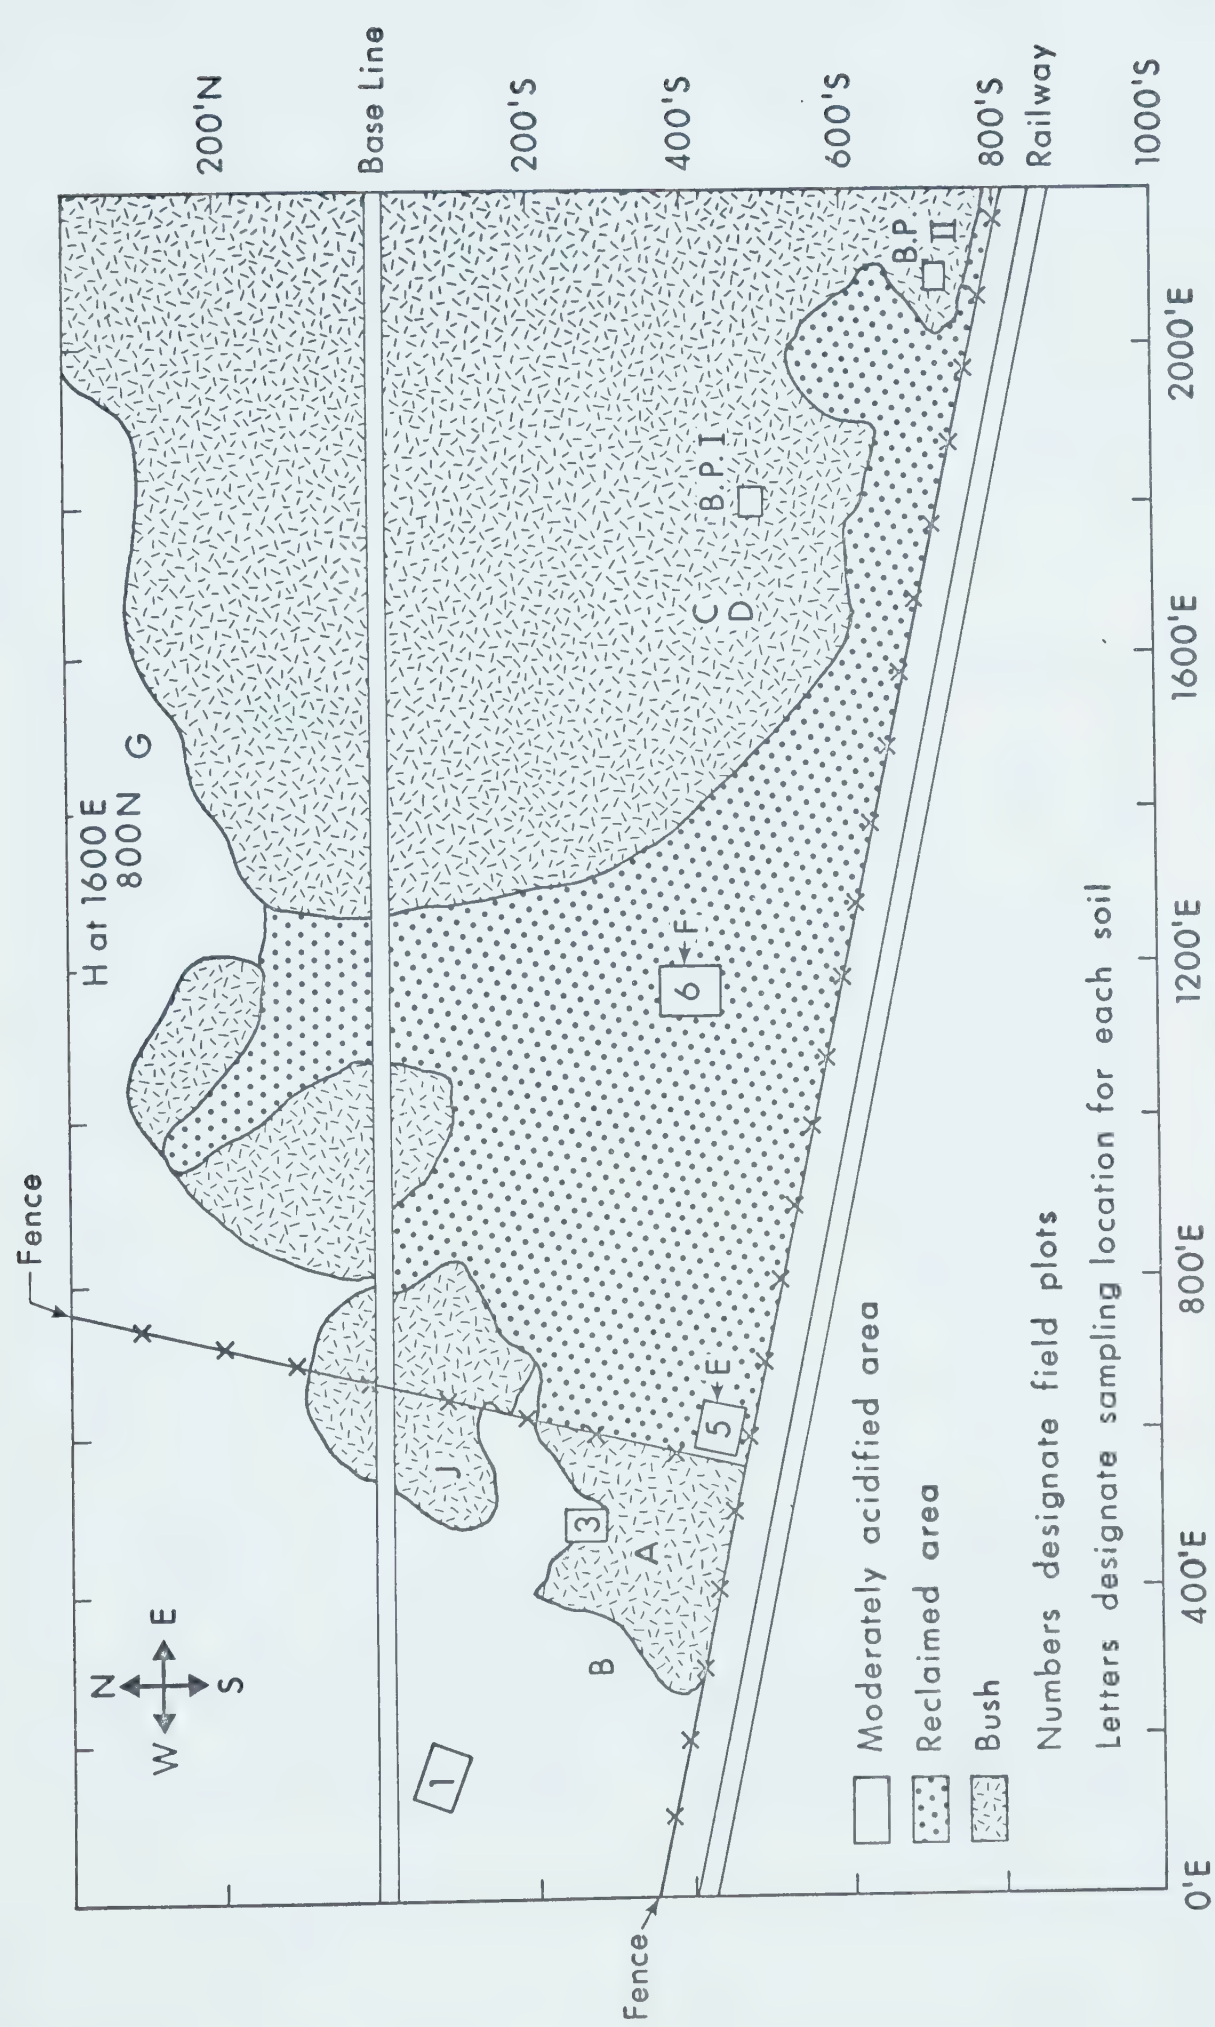 Fence
H at 1600E
800N
G
N
W
E
S
200'N
Base Line
200'S
400'S
600'S
800'S
Railway
1000'S
1
J
B
3
A
5
E
6
F
C
D
B.P.I
B.P
II
Fence
Moderately acidified area
Reclaimed area
Bush
Numbers designate field plots
Letters designate sampling location for each soil
0'E
400'E
800'E
1200'E
1600'E
2000'E